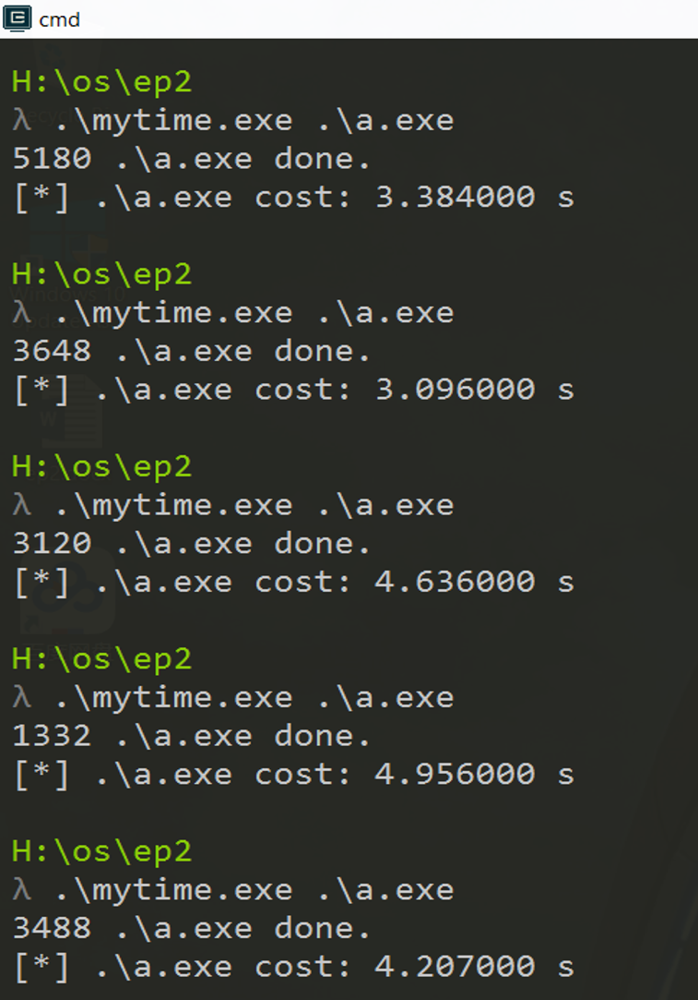 cmd
H:\os\ep2
λ .\mytime.exe .\a.exe
5180 .\a.exe done.
[*] .\a.exe cost: 3.384000 s
H:\os\ep2
λ .\mytime.exe .\a.exe
3648 .\a.exe done.
[*] .\a.exe cost: 3.096000 s
H:\os\ep2
λ .\mytime.exe .\a.exe
3120 .\a.exe done.
[*] .\a.exe cost: 4.636000 s
H:\os\ep2
λ .\mytime.exe .\a.exe
1332 .\a.exe done.
[*] .\a.exe cost: 4.956000 s
H:\os\ep2
λ .\mytime.exe .\a.exe
3488 .\a.exe done.
[*] .\a.exe cost: 4.207000 s